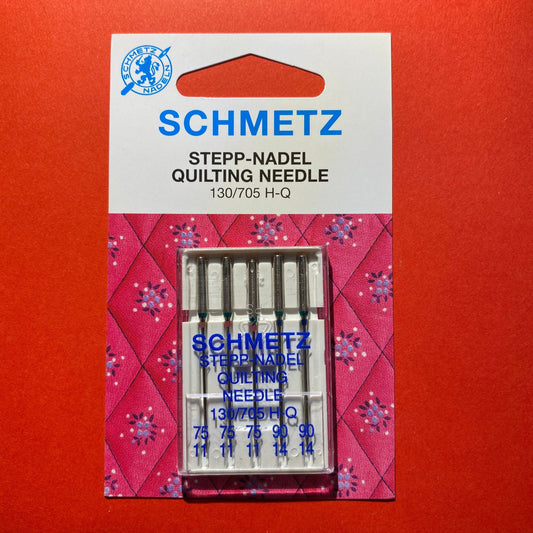 SCHMETZ
NADELN
SCHMETZ
STEPP-NADEL
QUILTING NEEDLE
130/705 H-Q
SCHMETZ
STEPP-NADEL
QUILTING
NEEDLE
130/705 H-Q
75 75 75 90 90
11 11 11 14 14